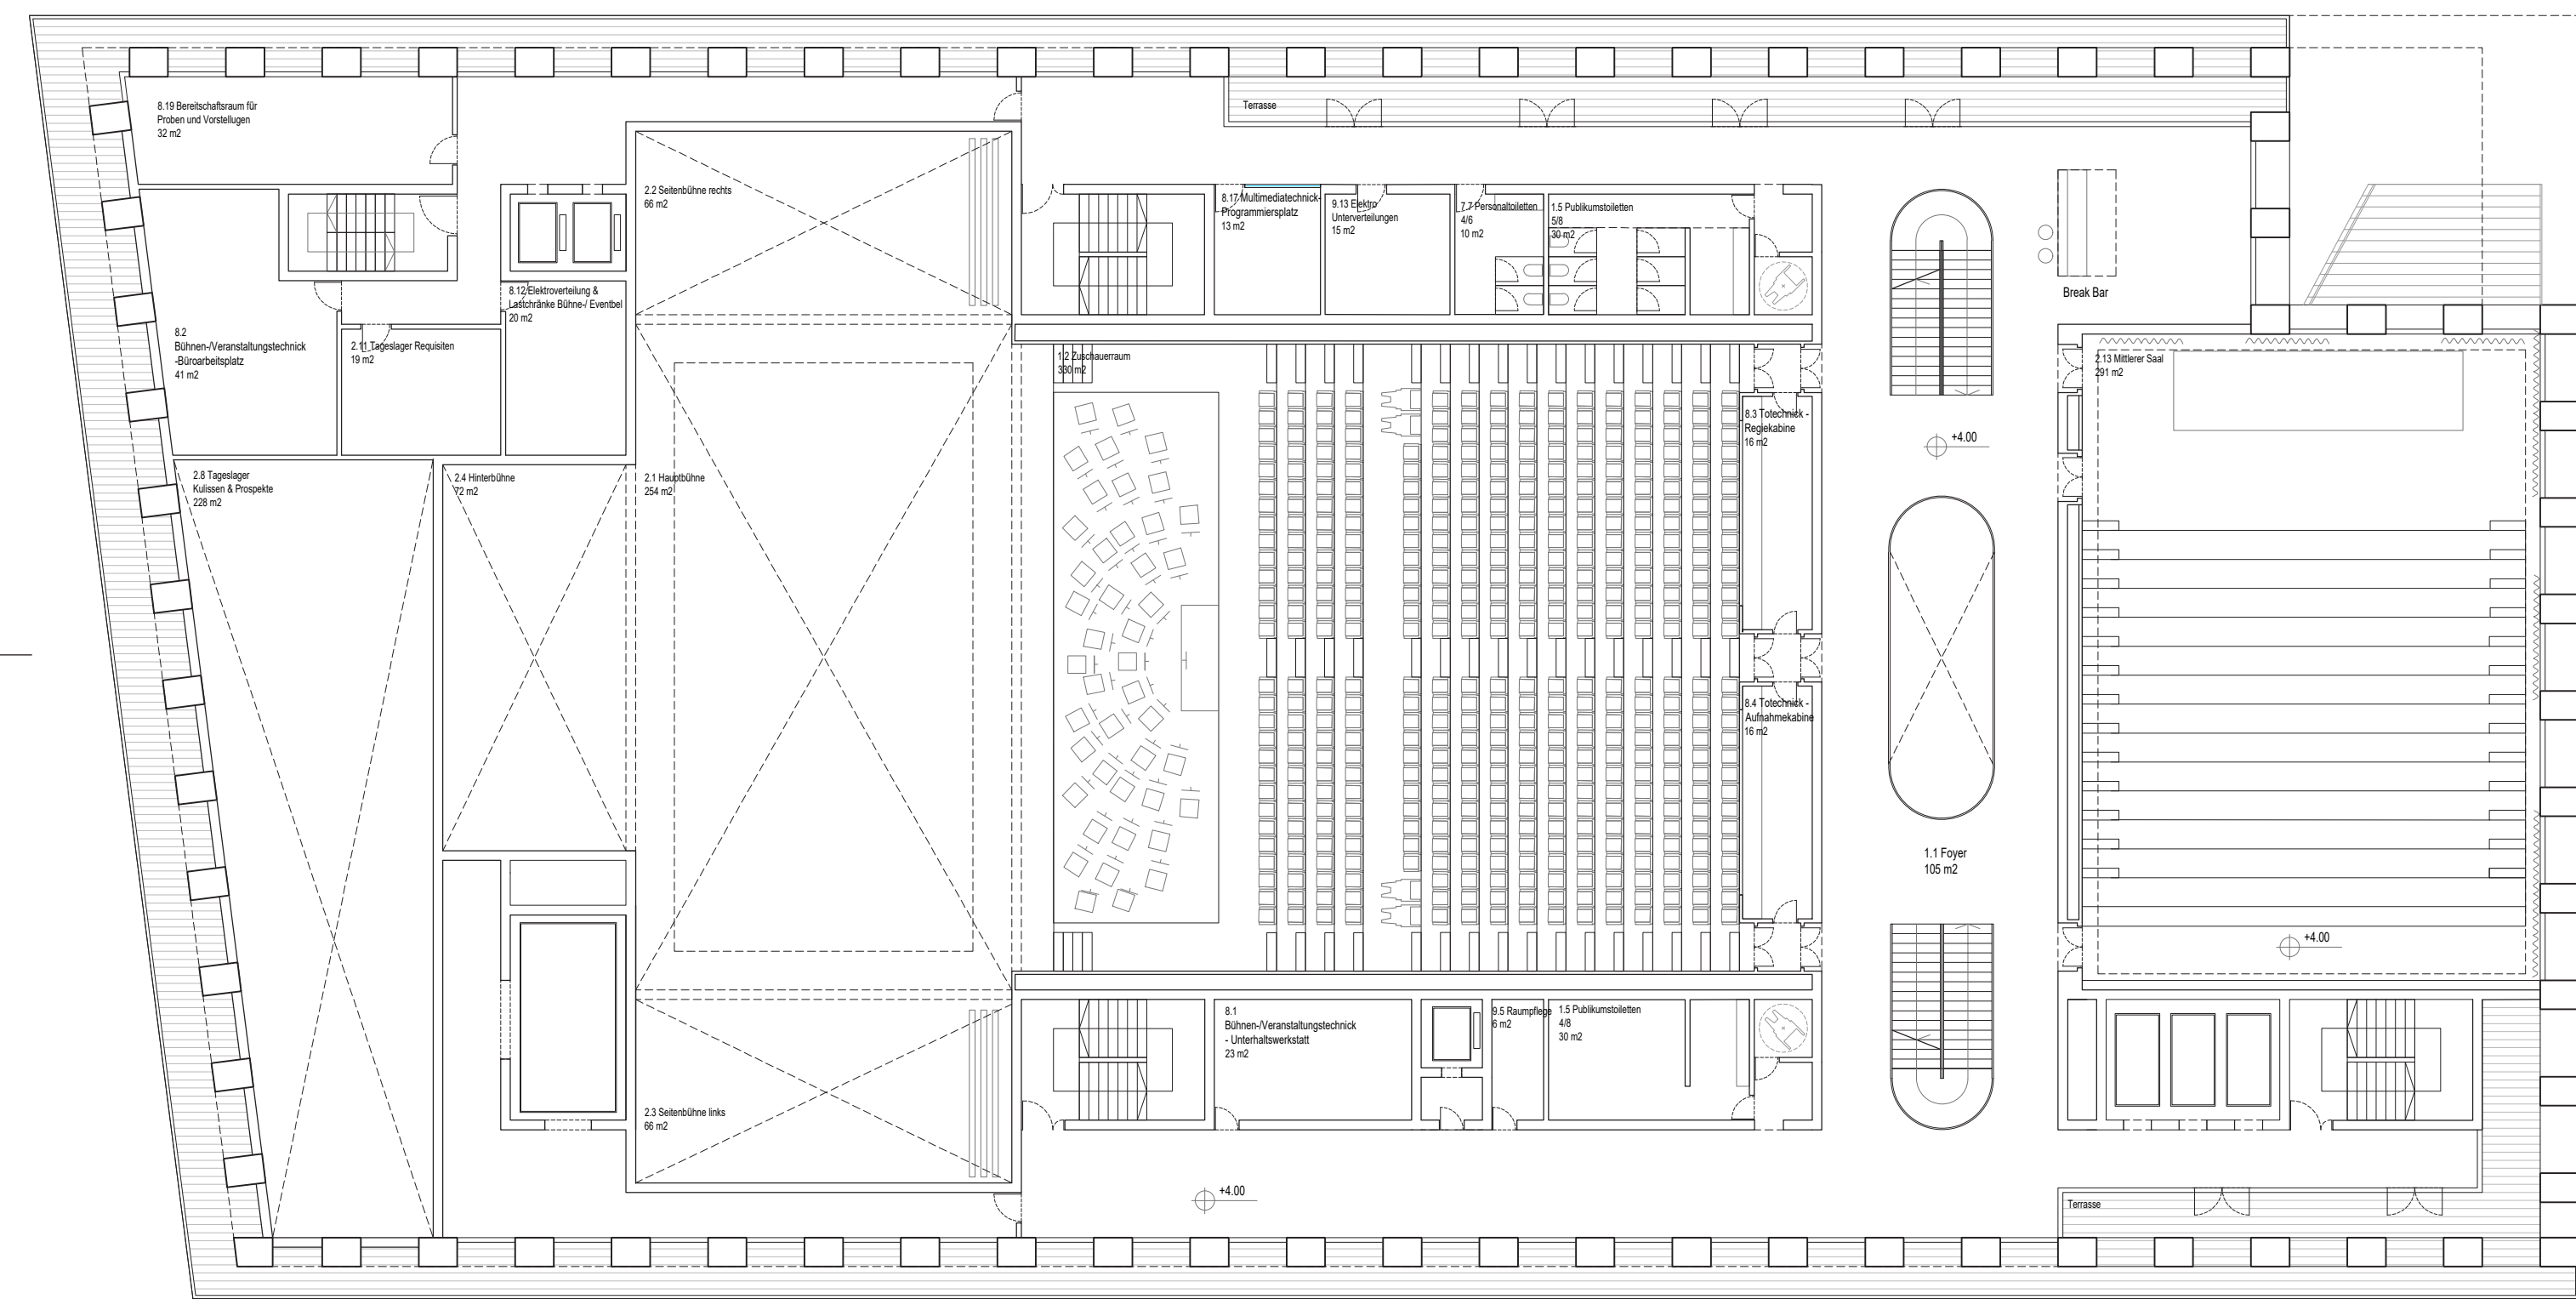 8.19 Bereitschaftsraum für
Proben und Vorstellugen
32 m2
Terrasse
2.2 Seitenbühne rechts
66 m2
8.17 Multimediatechnick-
Programmiersplatz
13 m2
9.13 Elektro
Unterverteilungen
15 m2
7.7 Personaltoiletten
4/6
10 m2
1.5 Publikumstoiletten
5/8
30 m2
Break Bar
8.12 Elektroverteilung &
Lastchränke Bühne-/ Eventbel
20 m2
8.2
Bühnen-/Veranstaltungstechnick
-Büroarbeitsplatz
41 m2
2.11 Tageslager Requisiten
19 m2
1.2 Zuschauerraum
330 m2
2.13 Mittlerer Saal
291 m2
8.3 Totechnick -
Regiekabine
16 m2
+4.00
2.8 Tageslager
Kulissen & Prospekte
228 m2
2.4 Hinterbühne
72 m2
2.1 Hauptbühne
254 m2
8.4 Totechnick -
Aufnahmekabine
16 m2
1.1 Foyer
105 m2
+4.00
8.1
Bühnen-/Veranstaltungstechnick
- Unterhaltswerkstatt
23 m2
9.5 Raumpflege
6 m2
1.5 Publikumstoiletten
4/8
30 m2
2.3 Seitenbühne links
66 m2
+4.00
Terrasse